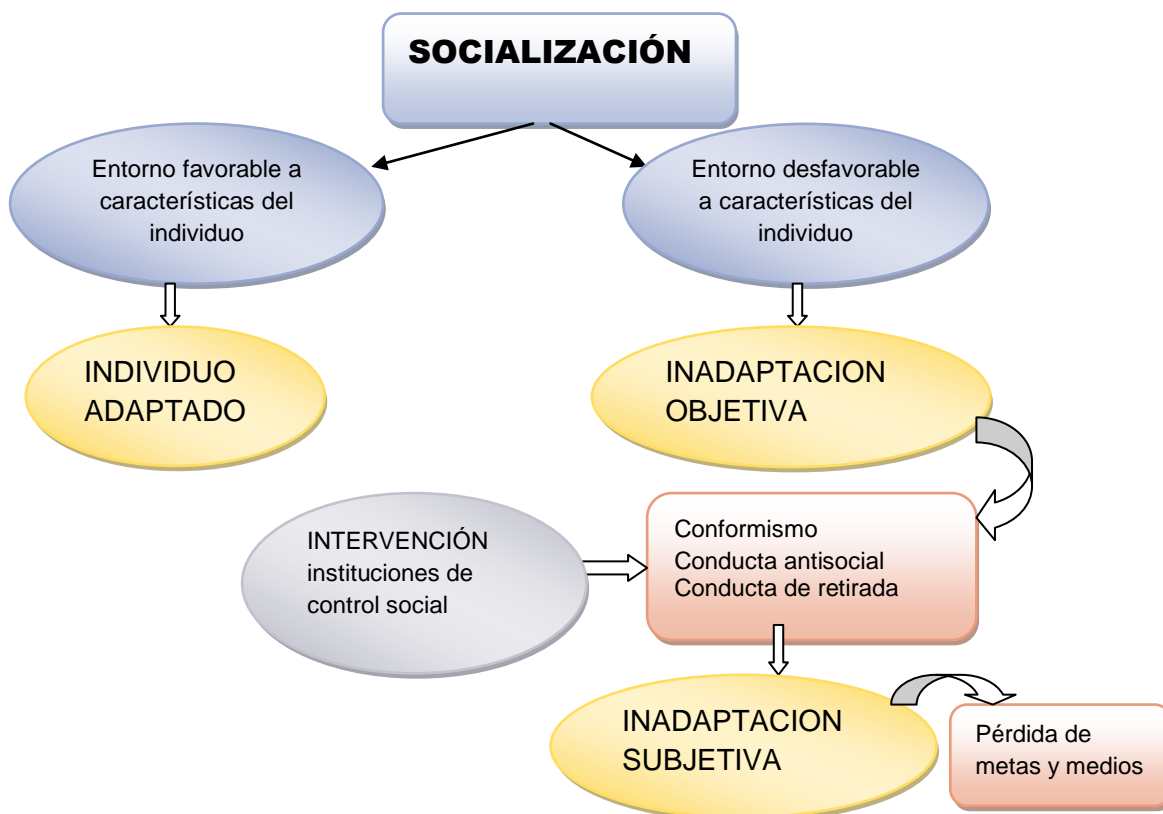 SOCIALIZACIÓN
Entorno favorable a
características del
individuo
Entorno desfavorable
a características del
individuo
INDIVIDUO
ADAPTADO
INADAPTACION
OBJETIVA
INTERVENCIÓN
instituciones de
control social
Conformismo
Conducta antisocial
Conducta de retirada
INADAPTACION
SUBJETIVA
Pérdida de
metas y medios